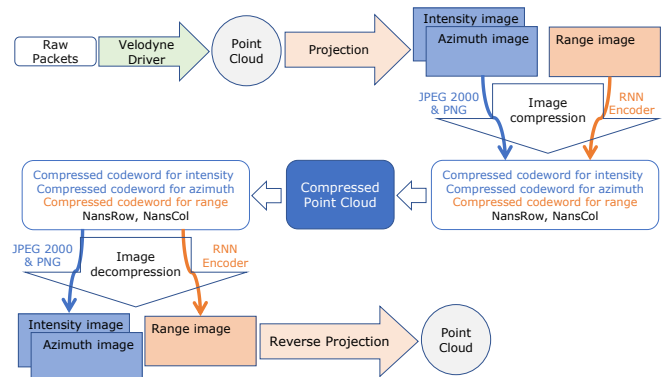 Raw
Packets
Velodyne
Driver
Point
Cloud
Projection
Intensity image
Azimuth image
Range image
JPEG 2000
& PNG
Image
compression
RNN
Encoder
Compressed codeword for intensity
Compressed codeword for azimuth
Compressed codeword for range
NansRow, NansCol
Compressed
Point Cloud
Compressed codeword for intensity
Compressed codeword for azimuth
Compressed codeword for range
NansRow, NansCol
JPEG 2000
& PNG
Image
decompression
RNN
Encoder
Intensity image
Azimuth image
Range image
Reverse Projection
Point
Cloud